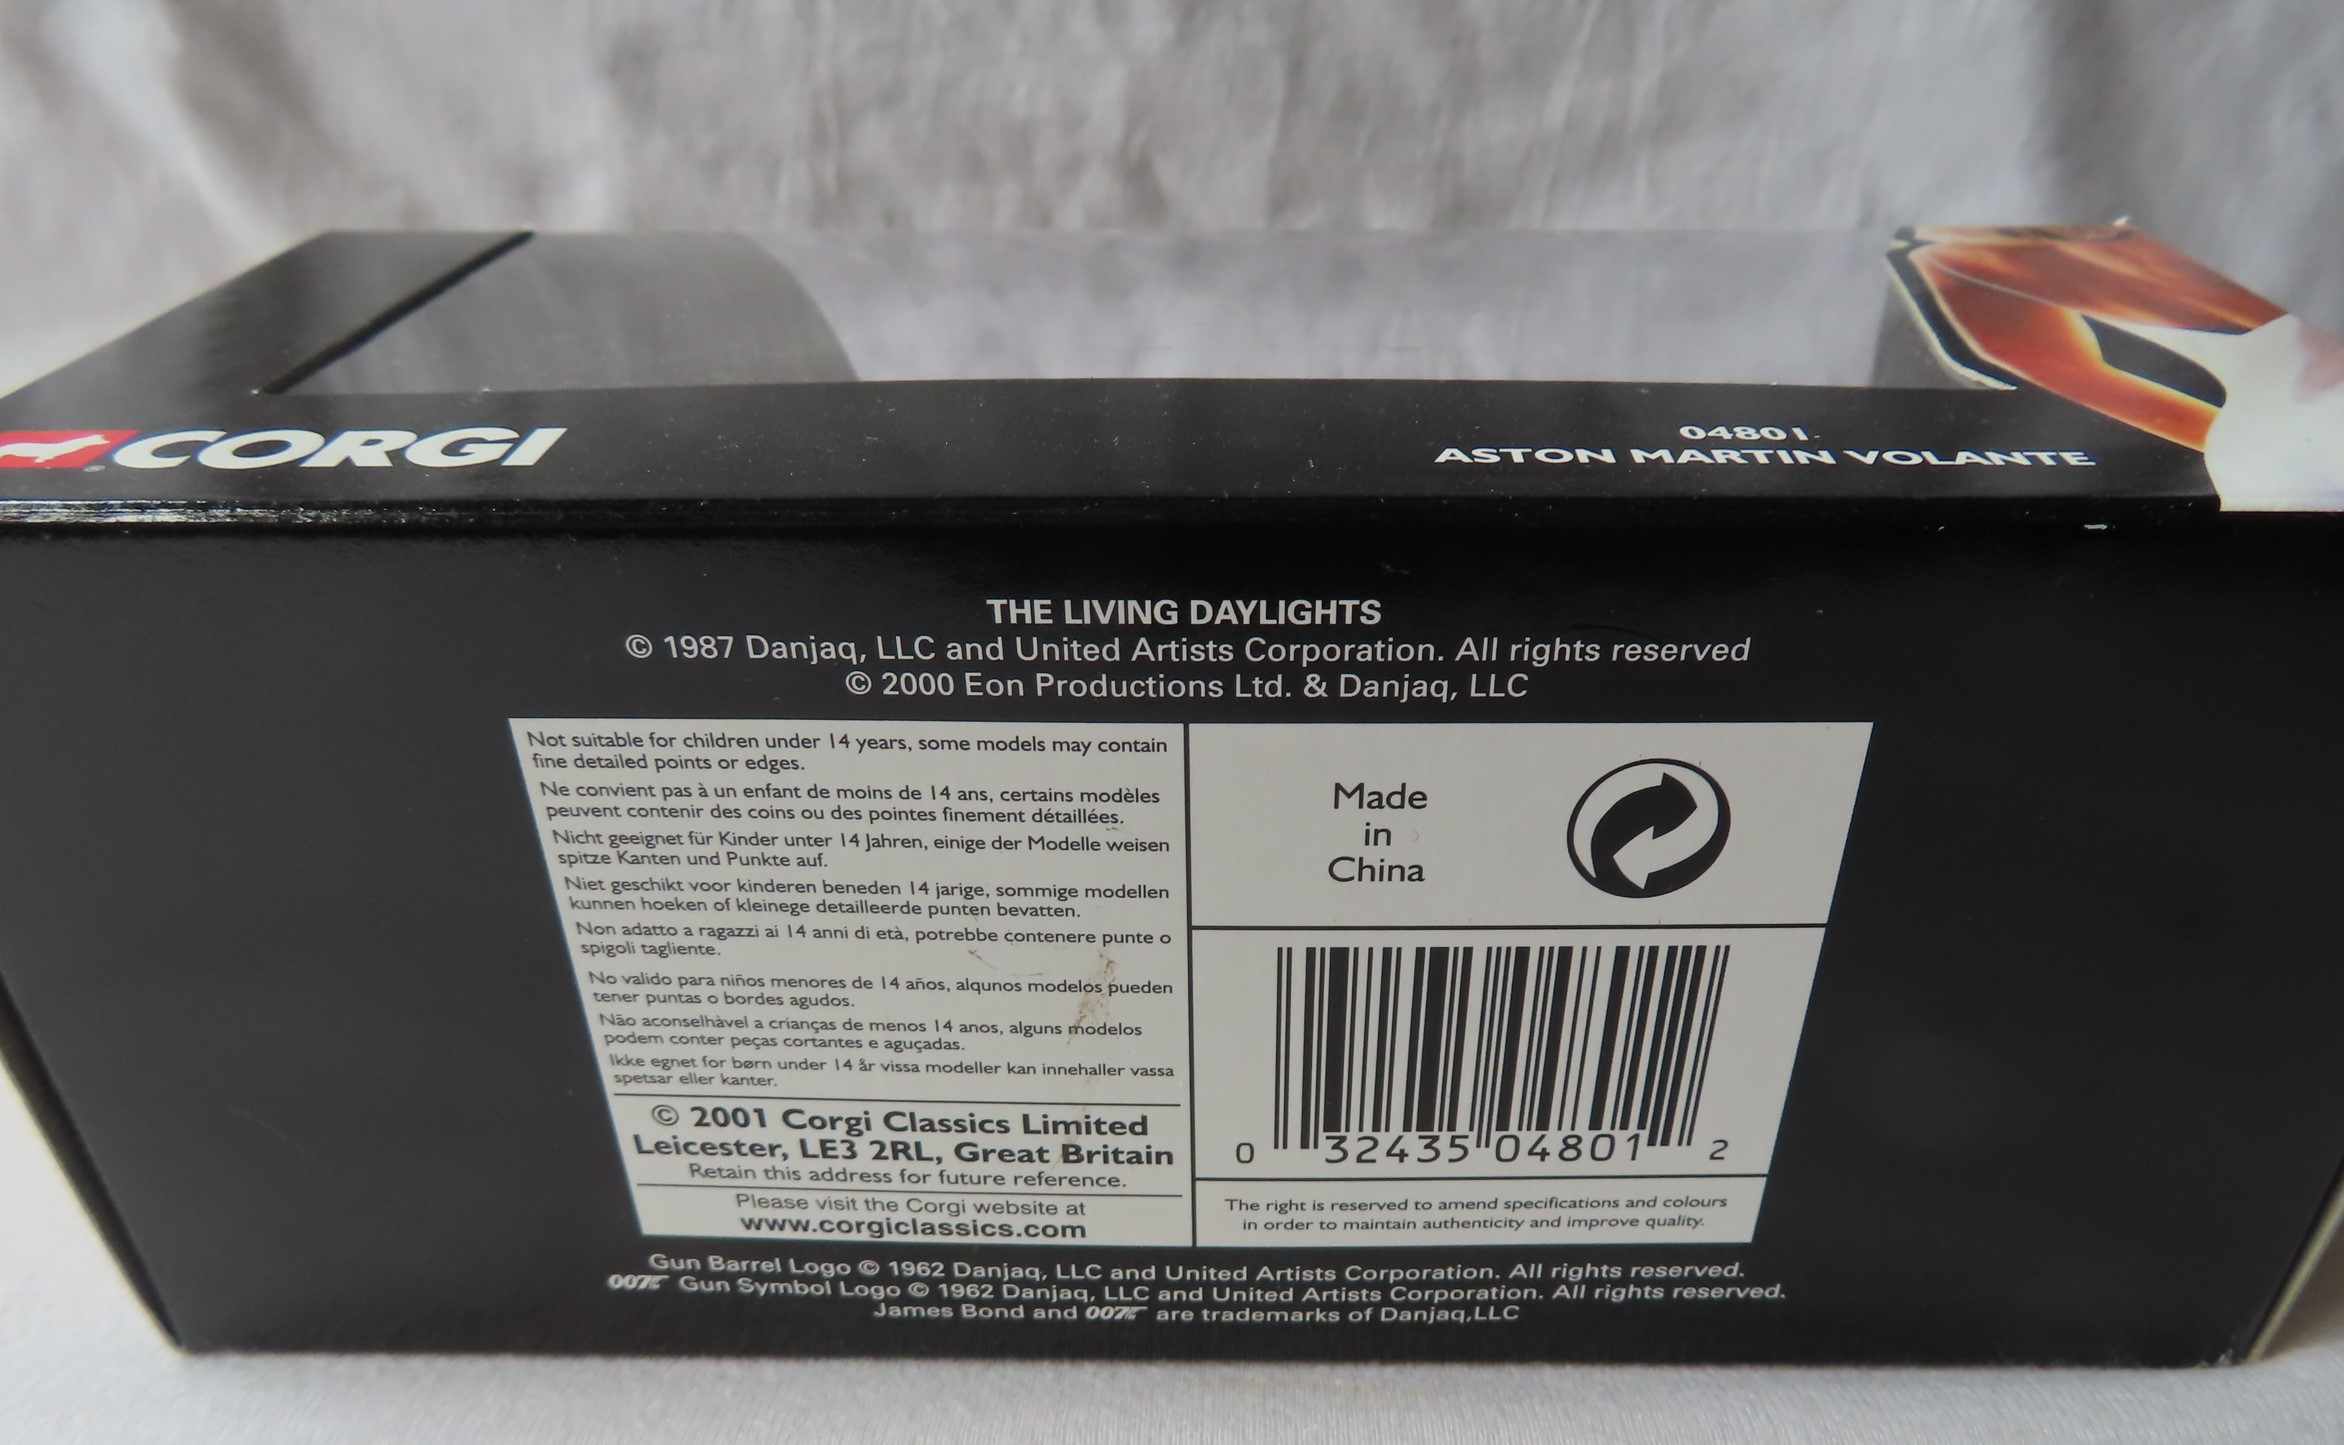 CORGI
04801
ASTON MARTIN VOLANTE
THE LIVING DAYLIGHTS
© 1987 Danjaq, LLC and United Artists Corporation. All rights reserved
© 2000 Eon Productions Ltd. & Danjaq, LLC
Not suitable for children under 14 years, some models may contain
fine detailed points or edges.
Ne convient pas à un enfant de moins de 14 ans, certains modèles
peuvent contenir des coins ou des pointes finement détaillées.
Nicht geeignet für Kinder unter 14 Jahren, einige der Modelle weisen
spitze Kanten und Punkte auf.
Niet geschikt voor kinderen beneden 14 jarige, sommige modellen
kunnen hoeken of kleinege detailleerde punten bevatten.
Non adatto a ragazzi ai 14 anni di età, potrebbe contenere punte o
spigoli tagliente.
No valido para niños menores de 14 años, alqunos modelos pueden
tener puntas o bordes agudos.
Não aconselhàvel a crianças de menos 14 anos, alguns modelos
podem conter peças cortantes e aguçadas.
Ikke egnet for børn under 14 år vissa modeller kan innehaller vassa
spetsar eller kanter.
© 2001 Corgi Classics Limited
Leicester, LE3 2RL, Great Britain
Retain this address for future reference.
Please visit the Corgi website at
www.corgiclassics.com
Made
in
China
0 32435 04801 2
The right is reserved to amend specifications and colours
in order to maintain authenticity and improve quality.
Gun Barrel Logo © 1962 Danjaq, LLC and United Artists Corporation. All rights reserved.
007 Gun Symbol Logo © 1962 Danjaq, LLC and United Artists Corporation. All rights reserved.
James Bond and 007 are trademarks of Danjaq,LLC